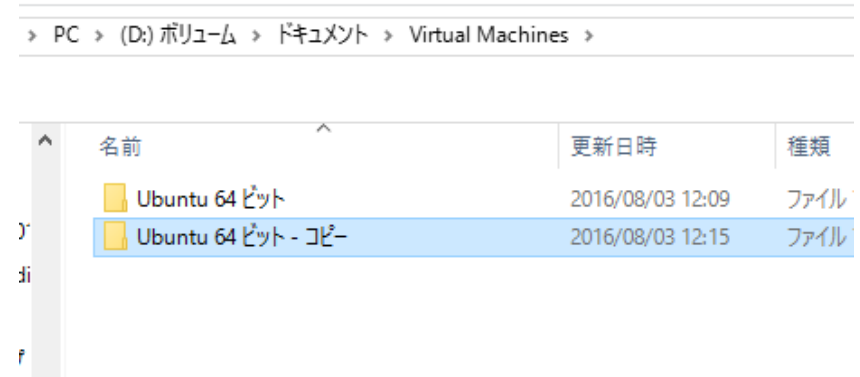 > PC > (D:) ボリューム > ドキュメント > Virtual Machines >
名前 更新日時 種類
Ubuntu 64 ビット 2016/08/03 12:09 ファイル
Ubuntu 64 ビット - コピー 2016/08/03 12:15 ファイル
di